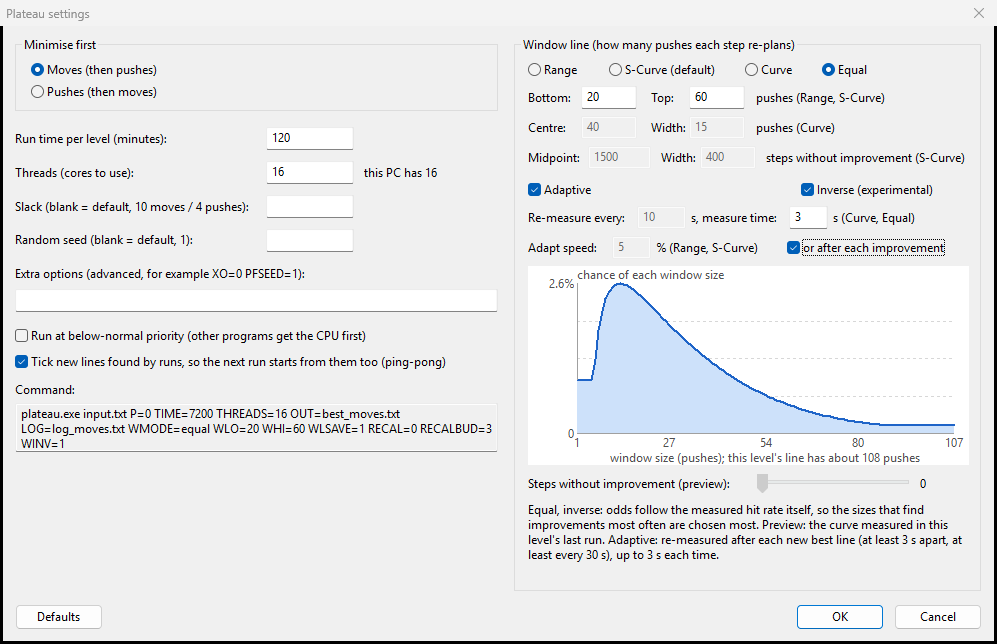 Plateau settings
Minimise first
Moves (then pushes)
Pushes (then moves)
Run time per level (minutes):
120
Threads (cores to use):
16
this PC has 16
Slack (blank = default, 10 moves / 4 pushes):
Random seed (blank = default, 1):
Extra options (advanced, for example XO=0 PFSEED=1):
Run at below-normal priority (other programs get the CPU first)
Tick new lines found by runs, so the next run starts from them too (ping-pong)
Command:
plateau.exe input.txt P=0 TIME=7200 THREADS=16 OUT=best_moves.txt
LOG=log_moves.txt WMODE=equal WLO=20 WHI=60 WLSAVE=1 RECAL=0 RECALBUD=3
WINV=1
Defaults
Window line (how many pushes each step re-plans)
Range
S-Curve (default)
Curve
Equal
Bottom:
20
Top:
60
pushes (Range, S-Curve)
Centre:
40
Width:
15
pushes (Curve)
Midpoint:
1500
Width:
400
steps without improvement (S-Curve)
Adaptive
Inverse (experimental)
Re-measure every:
10
s, measure time:
3
s (Curve, Equal)
Adapt speed:
5
% (Range, S-Curve)
or after each improvement
chance of each window size
2.6%
0
1
27
54
80
107
window size (pushes); this level's line has about 108 pushes
Steps without improvement (preview):
0
Equal, inverse: odds follow the measured hit rate itself, so the sizes that find
improvements most often are chosen most. Preview: the curve measured in this
level's last run. Adaptive: re-measured after each new best line (at least 3 s apart, at
least every 30 s), up to 3 s each time.
OK
Cancel